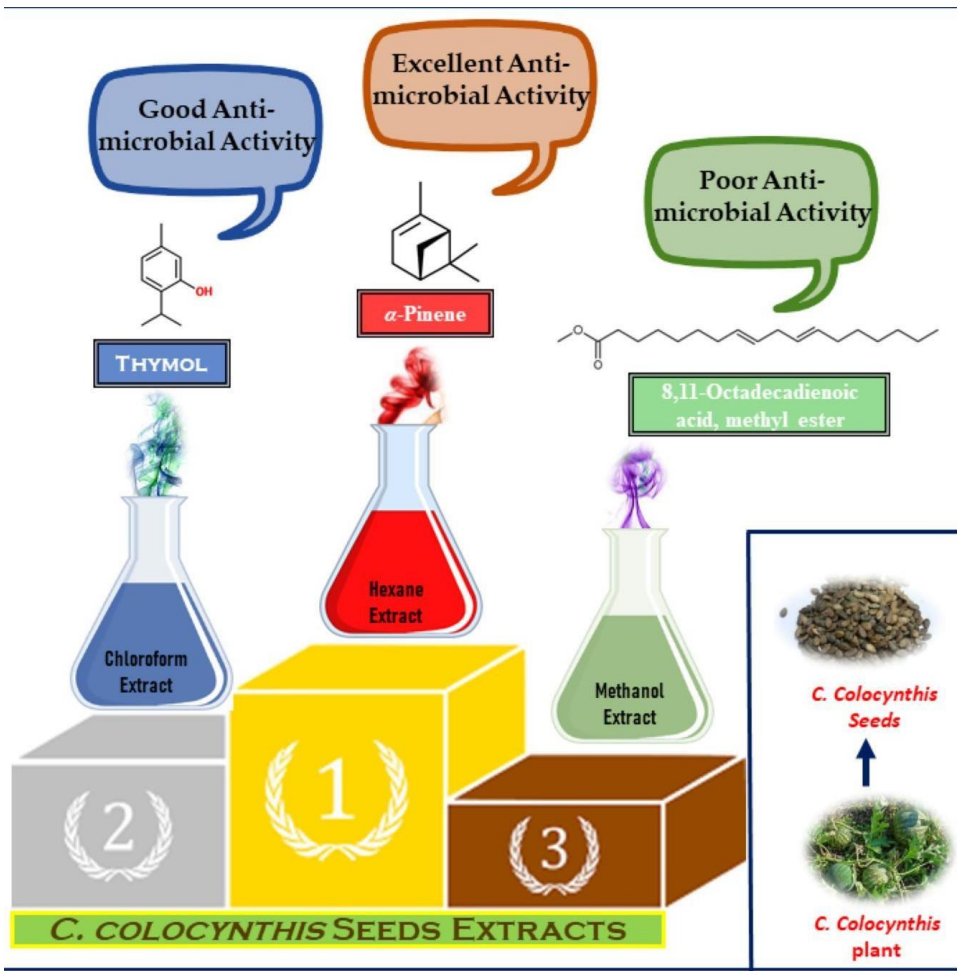 Good Anti-
microbial Activity
Excellent Anti-
microbial Activity
Poor Anti-
microbial Activity
OH
THYMOL
α-Pinene
O
O
8,11-Octadecadienoic
acid, methyl ester
Chloroform
Extract
Hexane
Extract
Methanol
Extract
2
1
3
C. COLOCYNTHIS SEEDS EXTRACTS
C. Colocynthis
Seeds
C. Colocynthis
plant